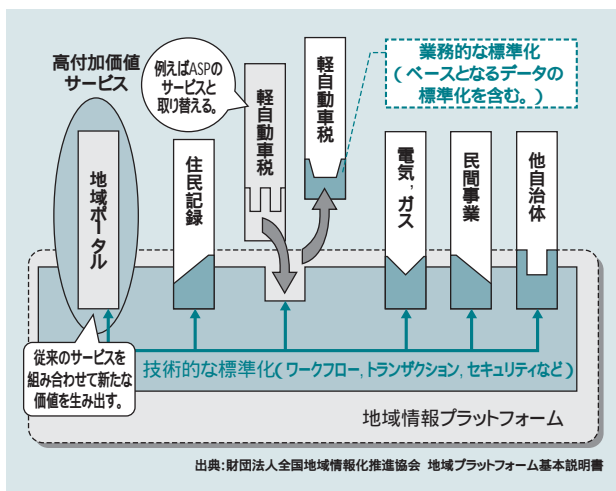 高付加価値
サービス
例えばASPの
サービスと
取り替える。
業務的な標準化
(ベースとなるデータの
標準化を含む。)
地域ポータル
住民記録
軽自動車税
軽自動車税
電気,ガス
民間事業
他自治体
従来のサービスを
組み合わせて新たな
価値を生み出す。
技術的な標準化(ワークフロー,トランザクション,セキュリティなど)
地域情報プラットフォーム
出典:財団法人全国地域情報化推進協会 地域プラットフォーム基本説明書